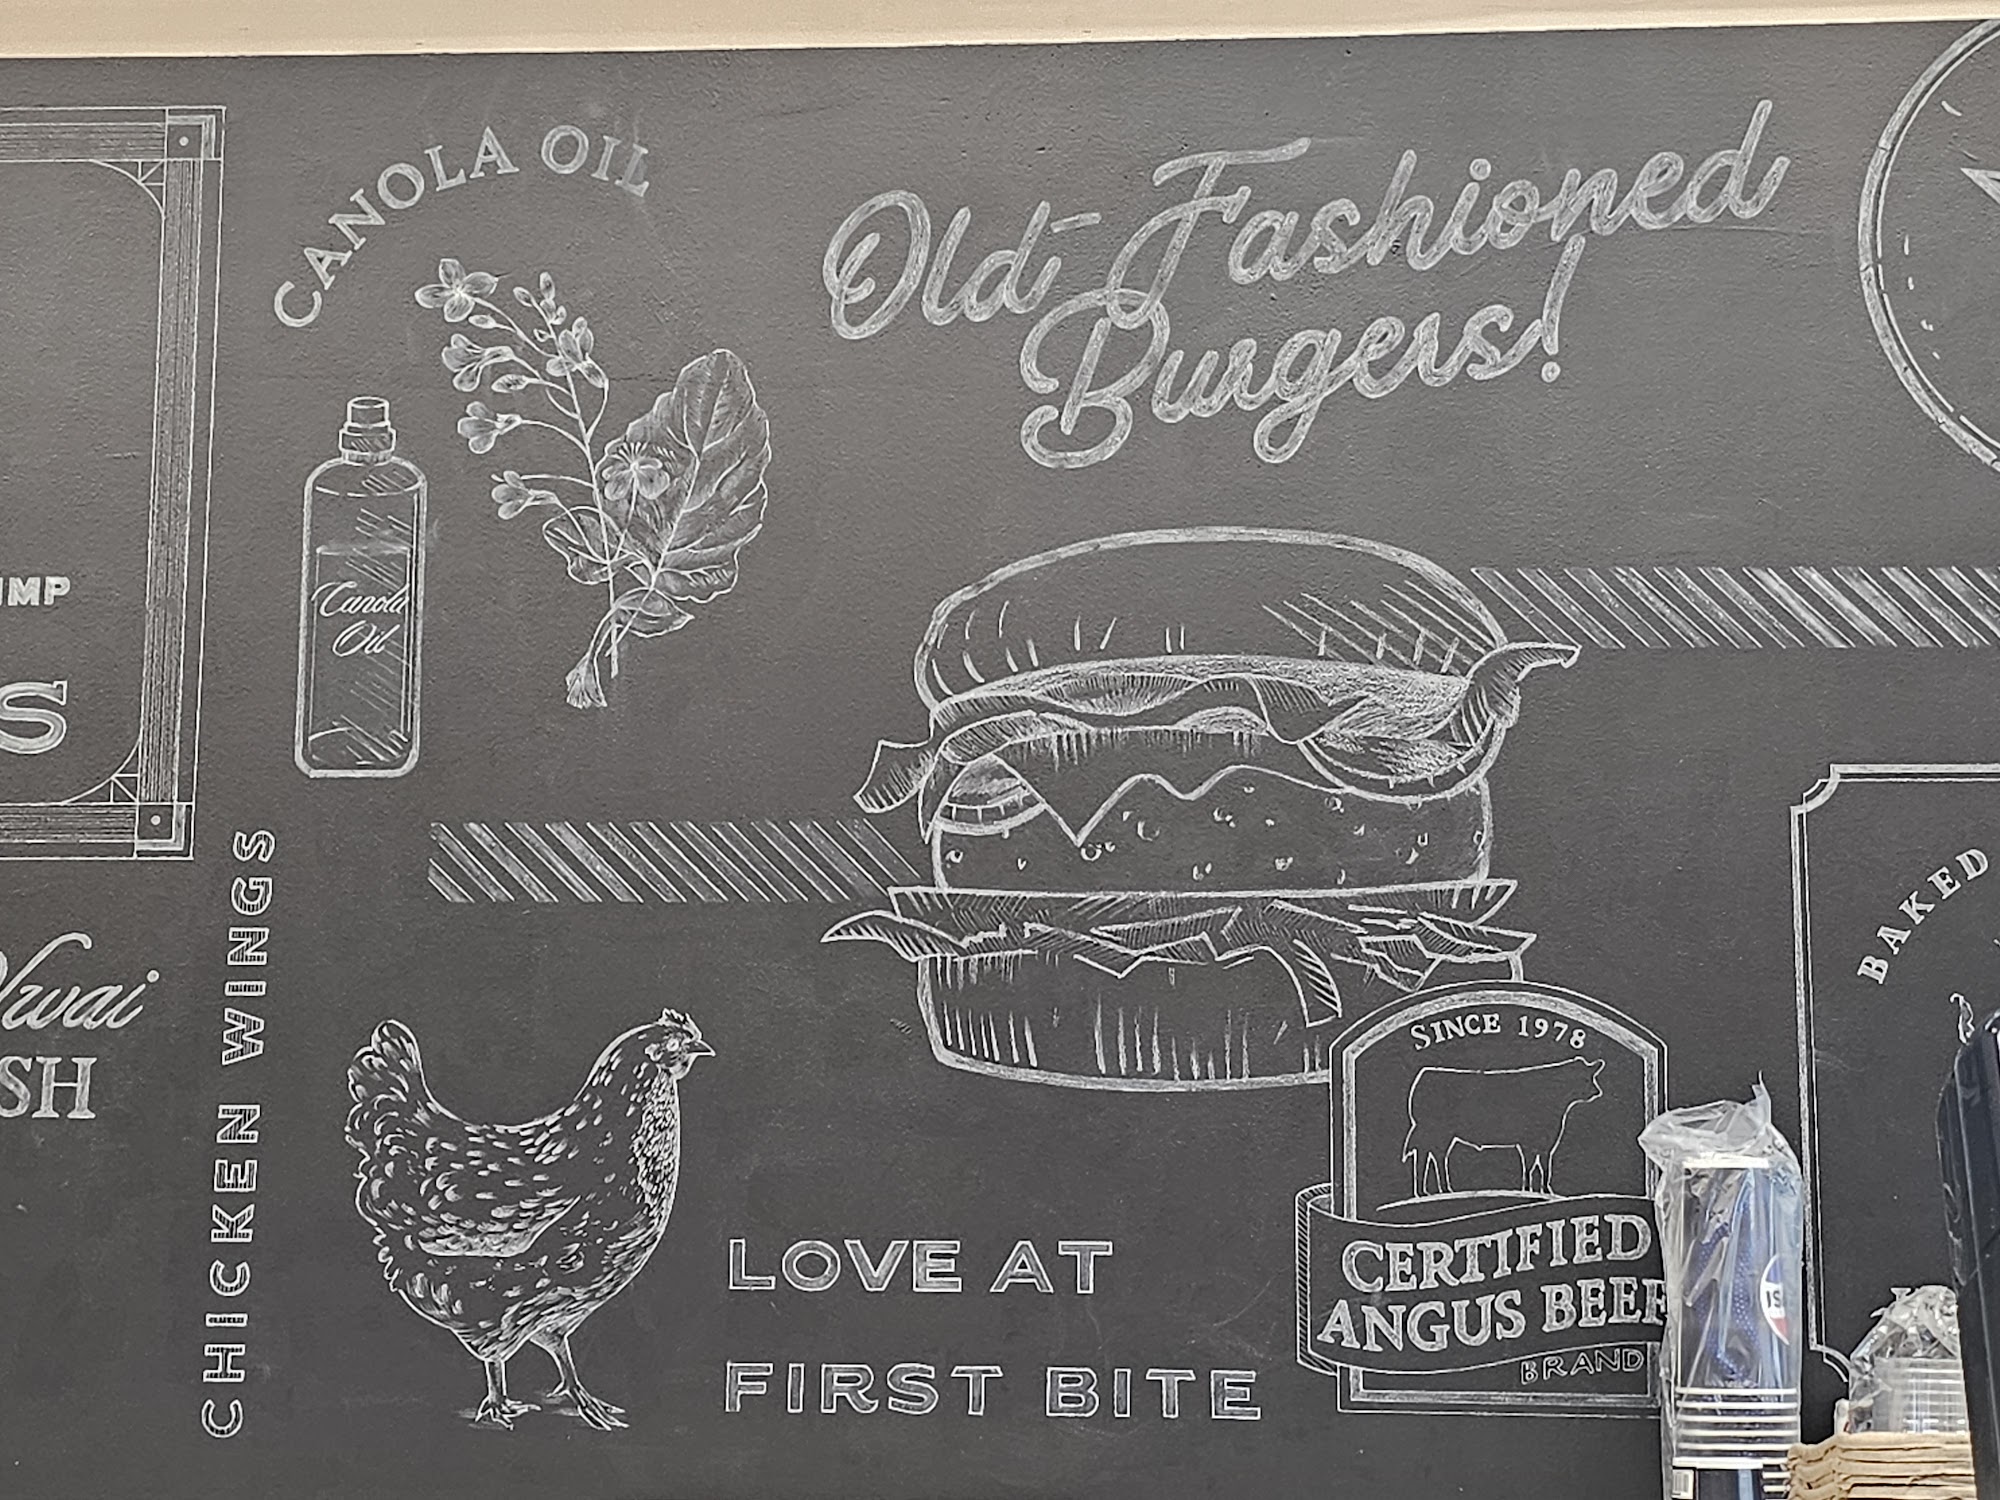 CANOLA OIL
Old-Fashioned
Burgers!
Canola
Oil
S
CHICKEN WINGS
SH
BAKED
SINCE 1978
CERTIFIED
ANGUS BEEF
BRAND
LOVE AT
FIRST BITE